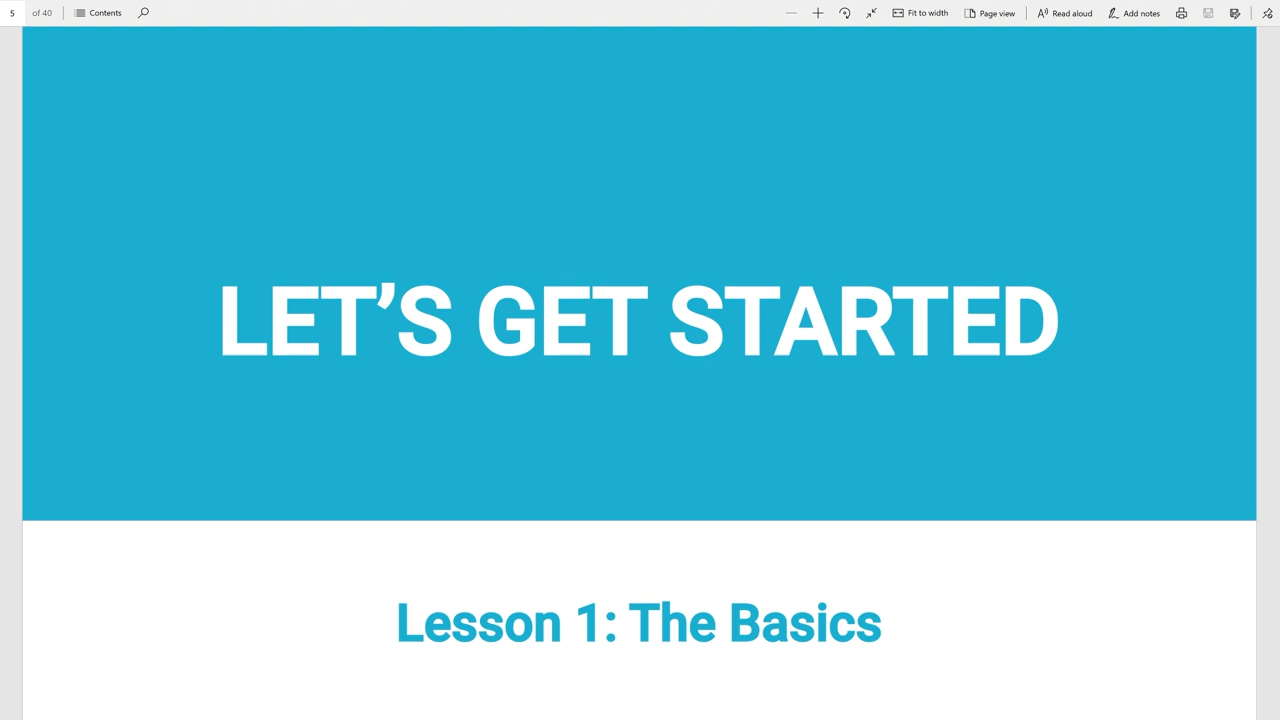 5 of 40 Contents Fit to width Page view Read aloud Add notes
LET’S GET STARTED
Lesson 1: The Basics